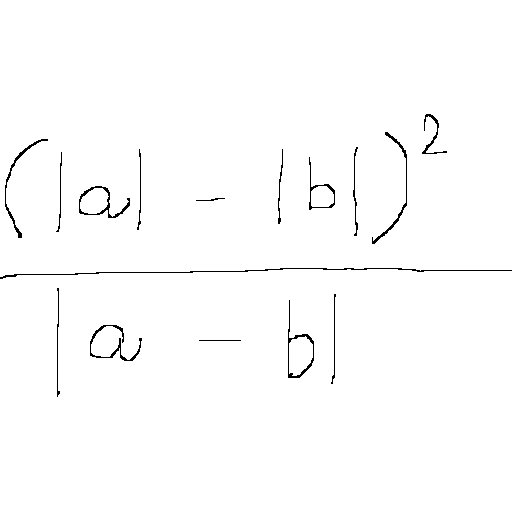 (|a| - |b|)²
|a - b|